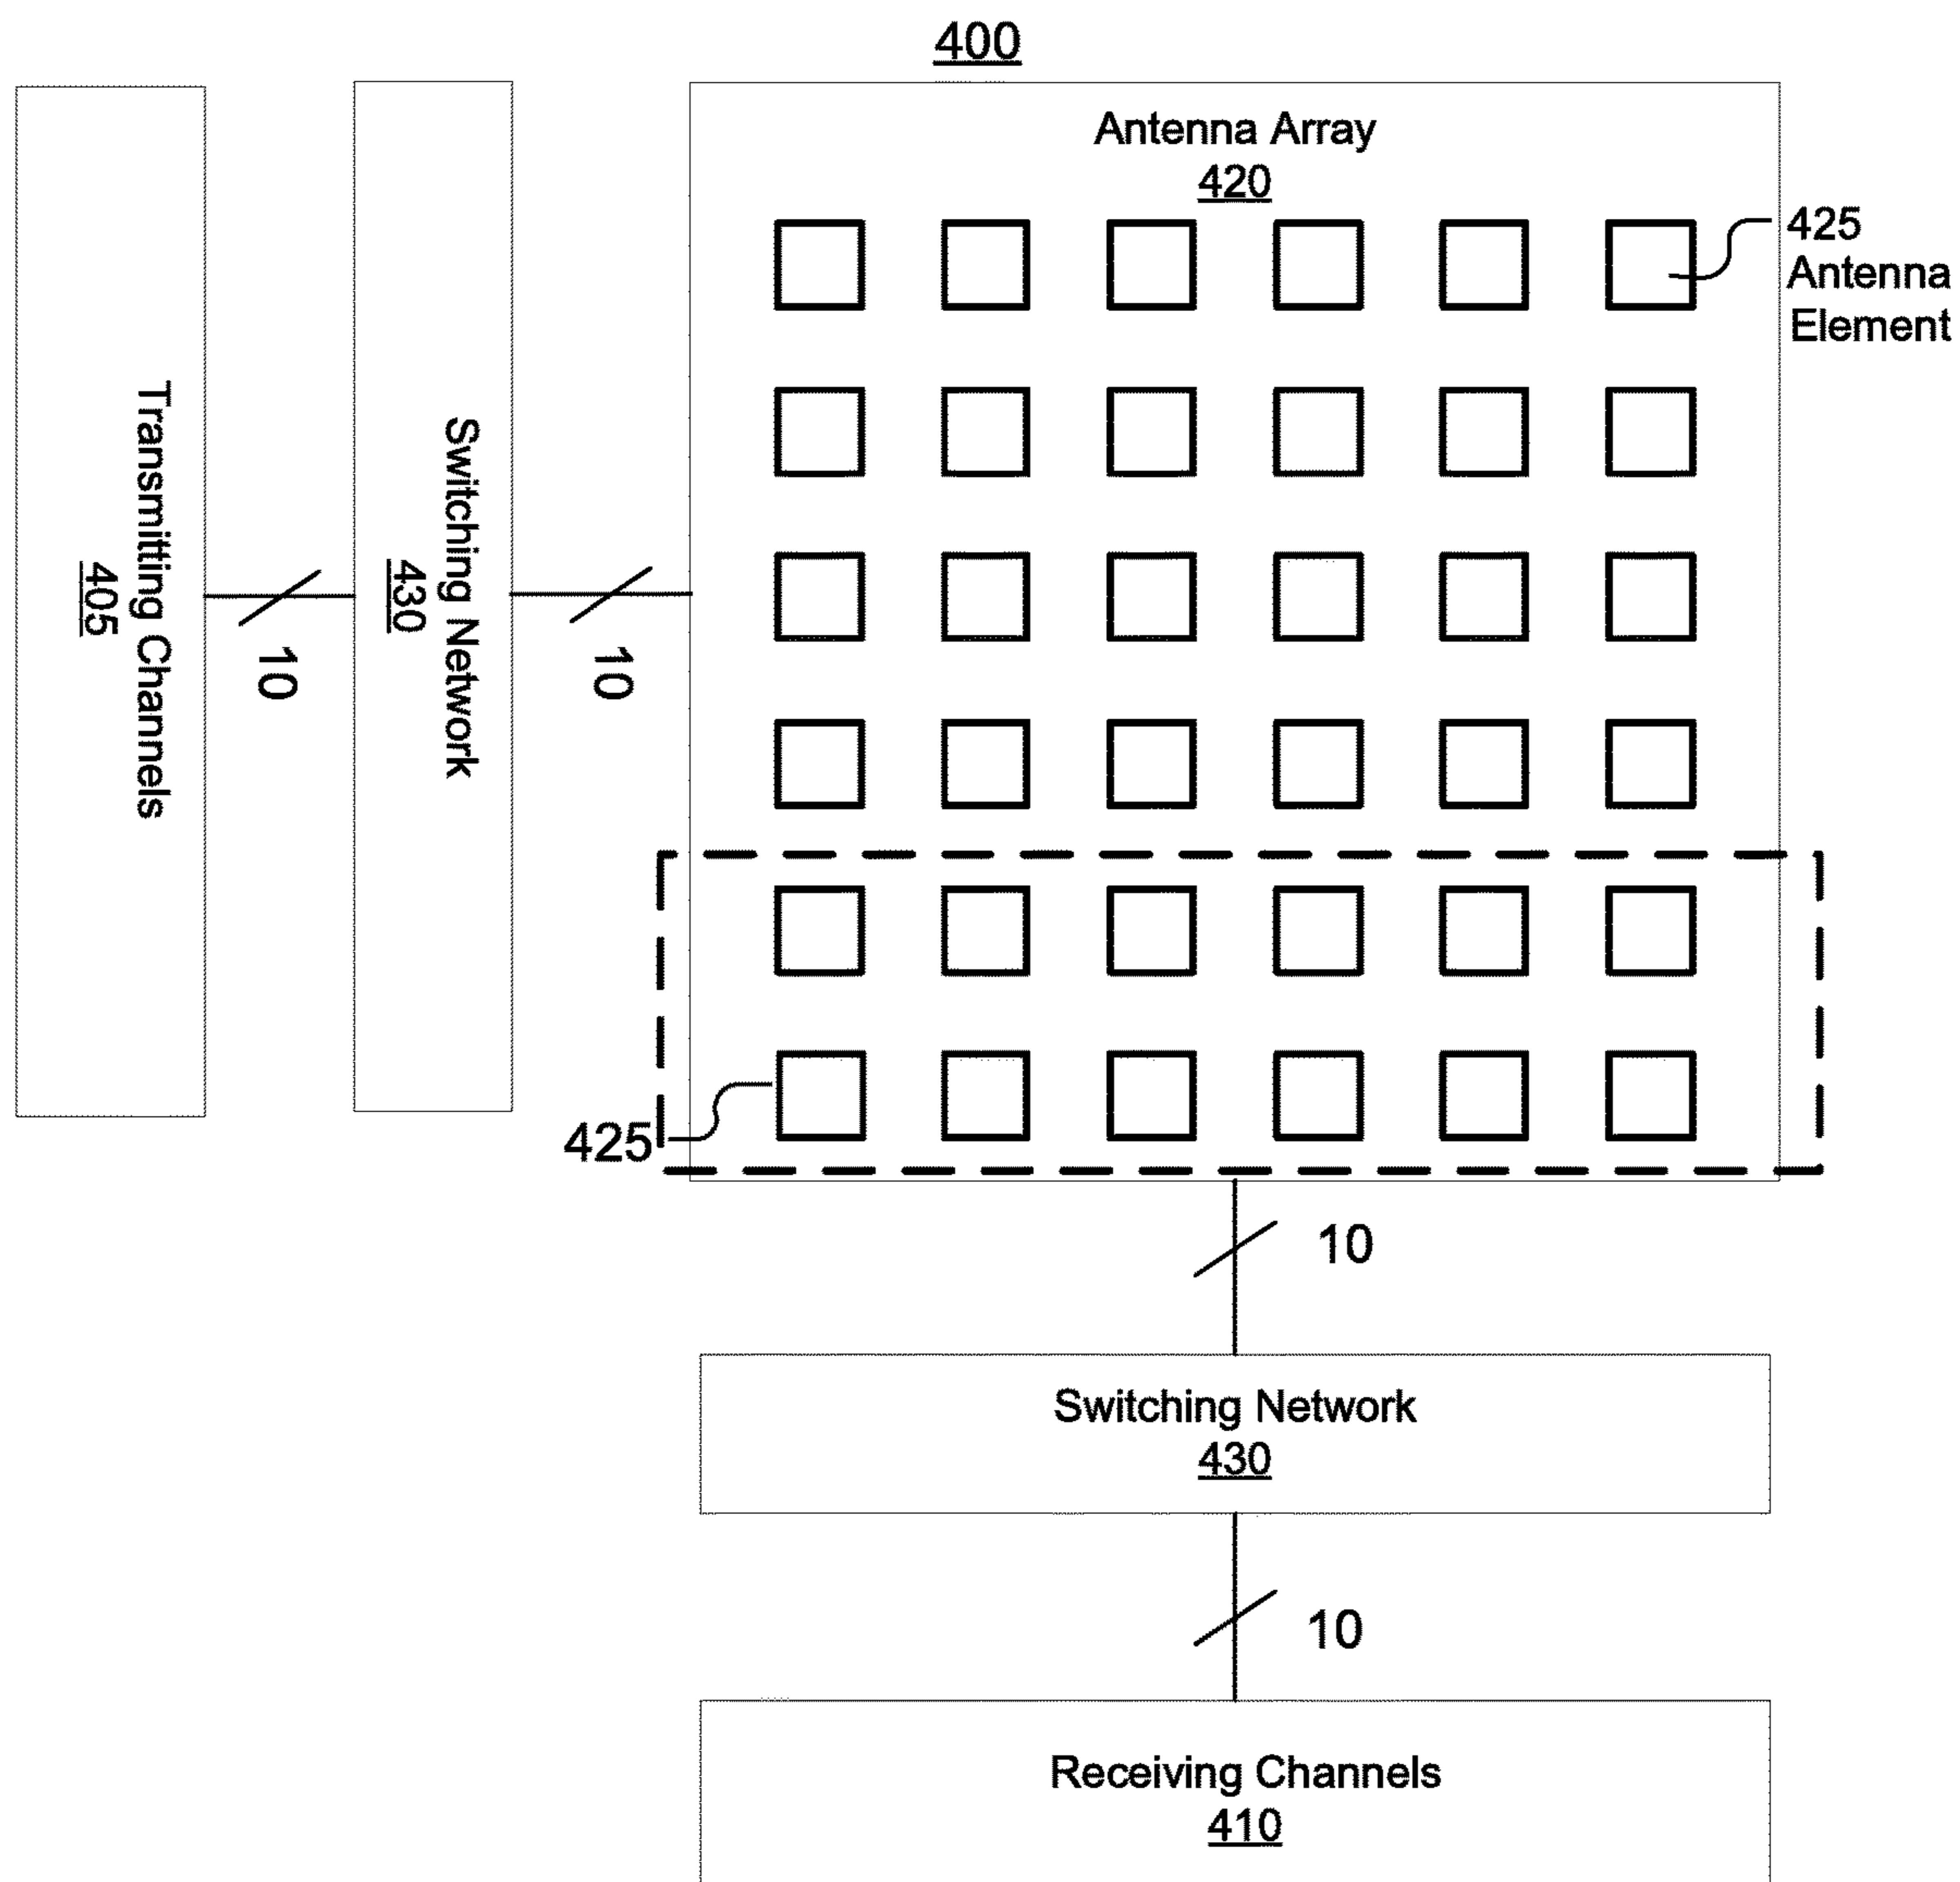 400
Antenna Array
420
425
Antenna
Element
Transmitting Channels
405
10
Switching Network
430
10
425
10
Switching Network
430
10
Receiving Channels
410